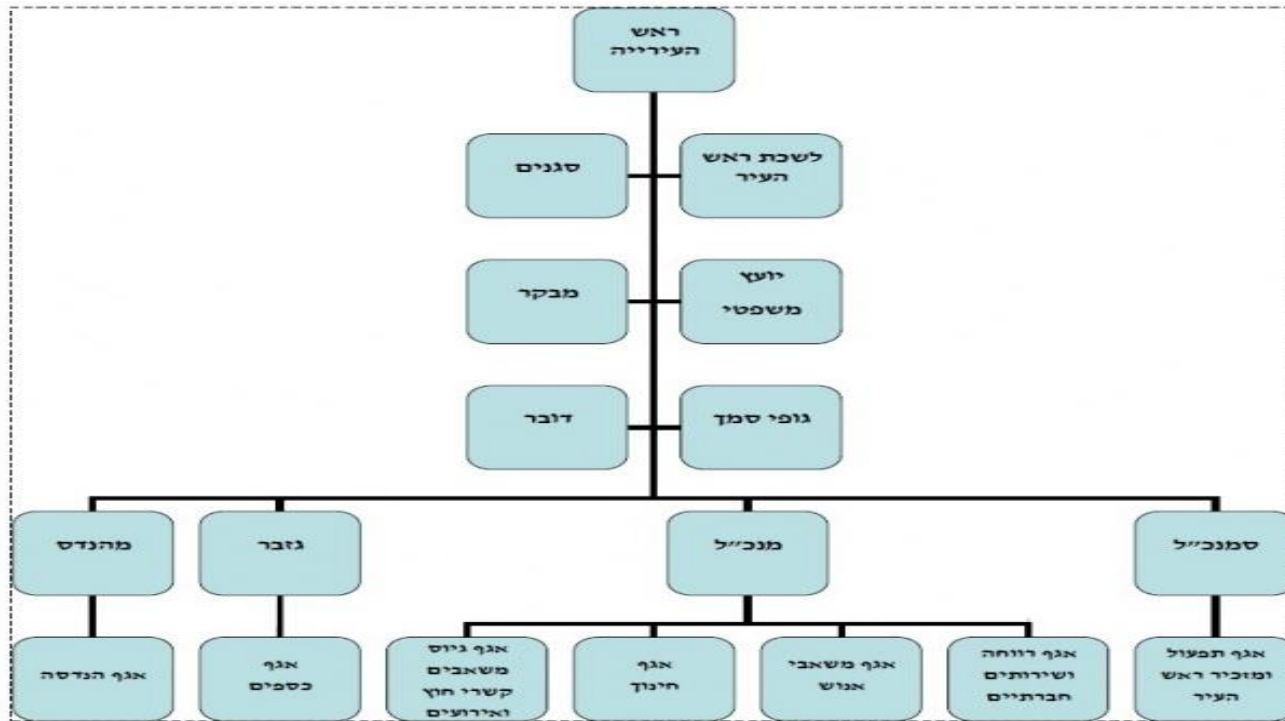 ראש
העירייה
לשכת ראש
העיר
סגנים
יועץ
משפטי
מבקר
גופי סמך
דובר
סמנכ״ל
מנכ״ל
גזבר
מהנדס
אגף תפעול
ומזכיר ראש
העיר
אגף רווחה
ושירותים
חברתיים
אגף משאבי
אנוש
אגף
חינוך
אגף גיוס
משאבים
קשרי חוץ
ואירועים
אגף
כספים
אגף הנדסה